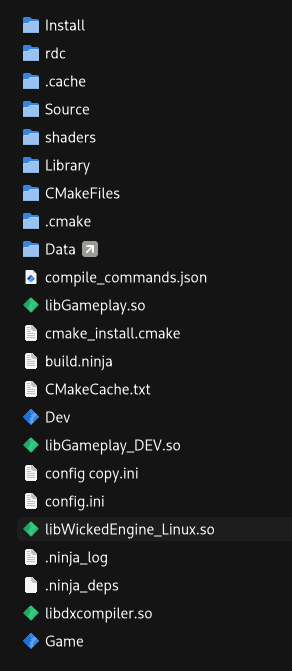 Install
rdc
.cache
Source
shaders
Library
CMakeFiles
.cmake
Data
compile_commands.json
libGameplay.so
cmake_install.cmake
build.ninja
CMakeCache.txt
Dev
libGameplay_DEV.so
config copy.ini
config.ini
libWickedEngine_Linux.so
.ninja_log
.ninja_deps
libdxcompiler.so
Game